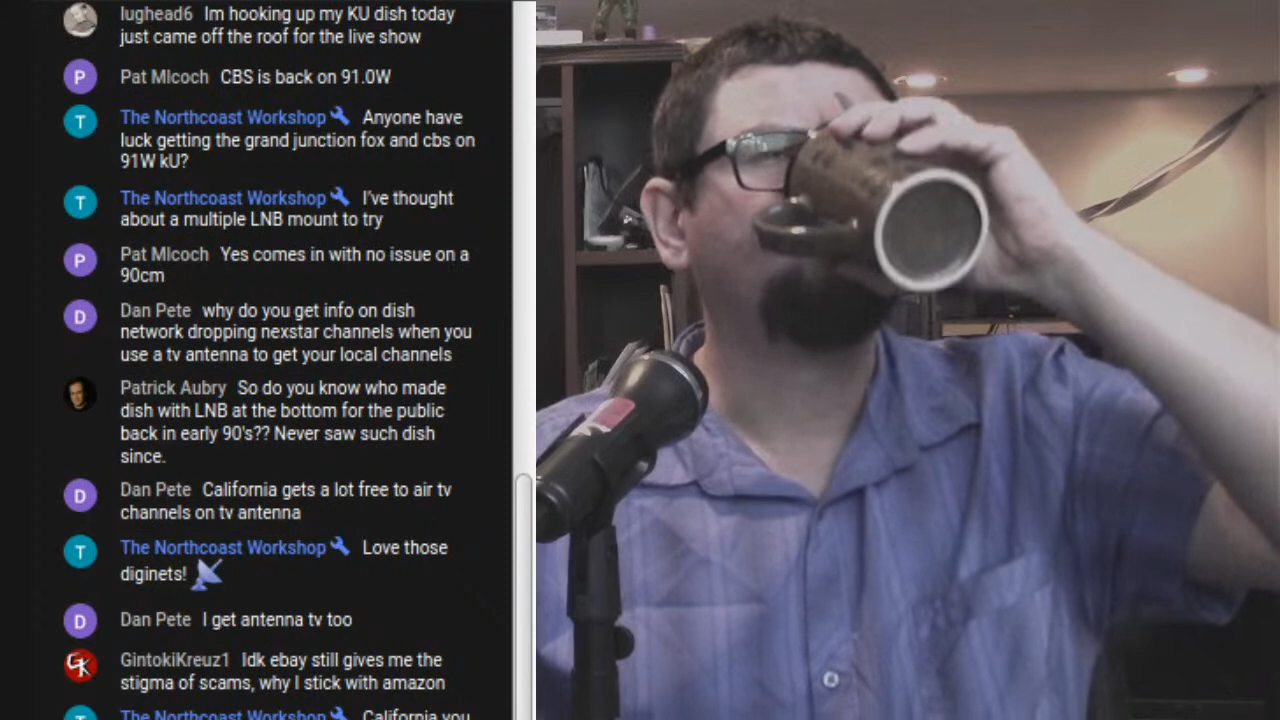 lughead6 Im hooking up my KU dish today
just came off the roof for the live show
P Pat Mlcoch CBS is back on 91.0W
T The Northcoast Workshop Anyone have
luck getting the grand junction fox and cbs on
91W kU?
T The Northcoast Workshop I've thought
about a multiple LNB mount to try
P Pat Mlcoch Yes comes in with no issue on a
90cm
D Dan Pete why do you get info on dish
network dropping nexstar channels when you
use a tv antenna to get your local channels
Patrick Aubry So do you know who made
dish with LNB at the bottom for the public
back in early 90's?? Never saw such dish
since.
D Dan Pete California gets a lot free to air tv
channels on tv antenna
T The Northcoast Workshop Love those
diginets!
D Dan Pete I get antenna tv too
GK GintokiKreuz1 Idk ebay still gives me the
stigma of scams, why I stick with amazon
T The Northcoast Workshop California you